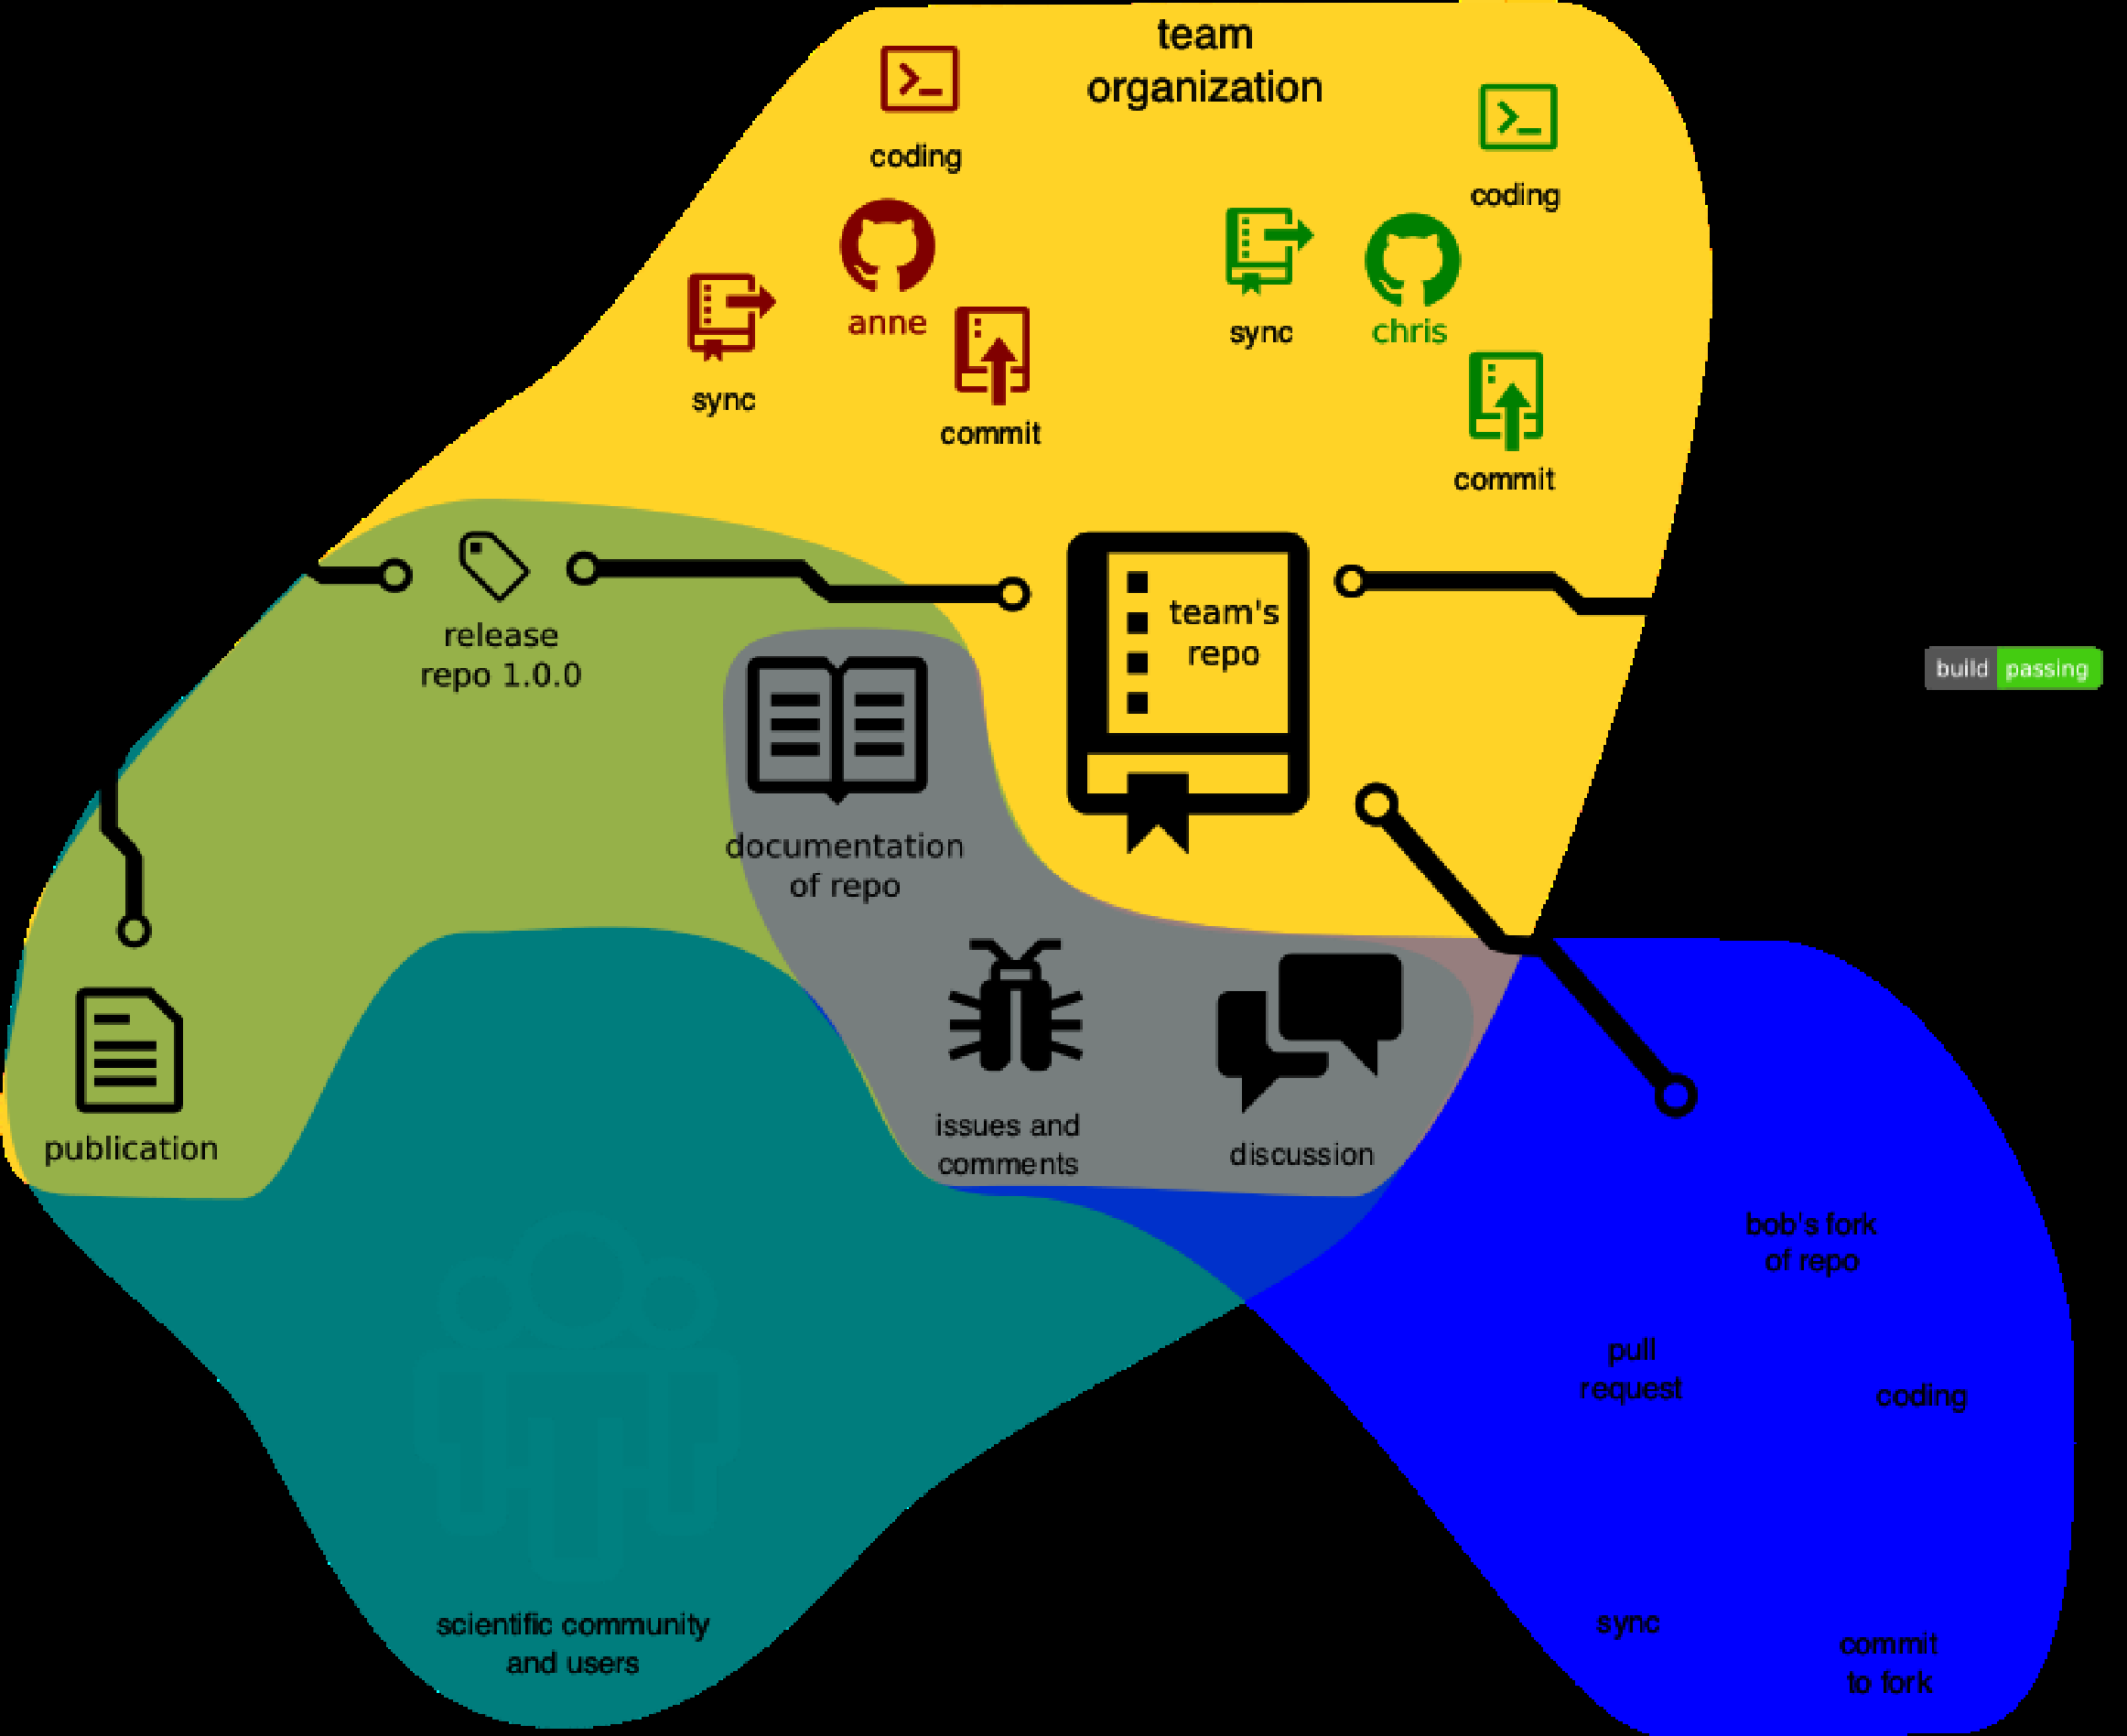 team
organization
coding
coding
anne
sync
chris
sync
commit
commit
release
repo 1.0.0
team's
repo
build passing
documentation
of repo
publication
issues and
comments
discussion
bob's fork
of repo
pull
request
coding
scientific community
and users
sync
commit
to fork